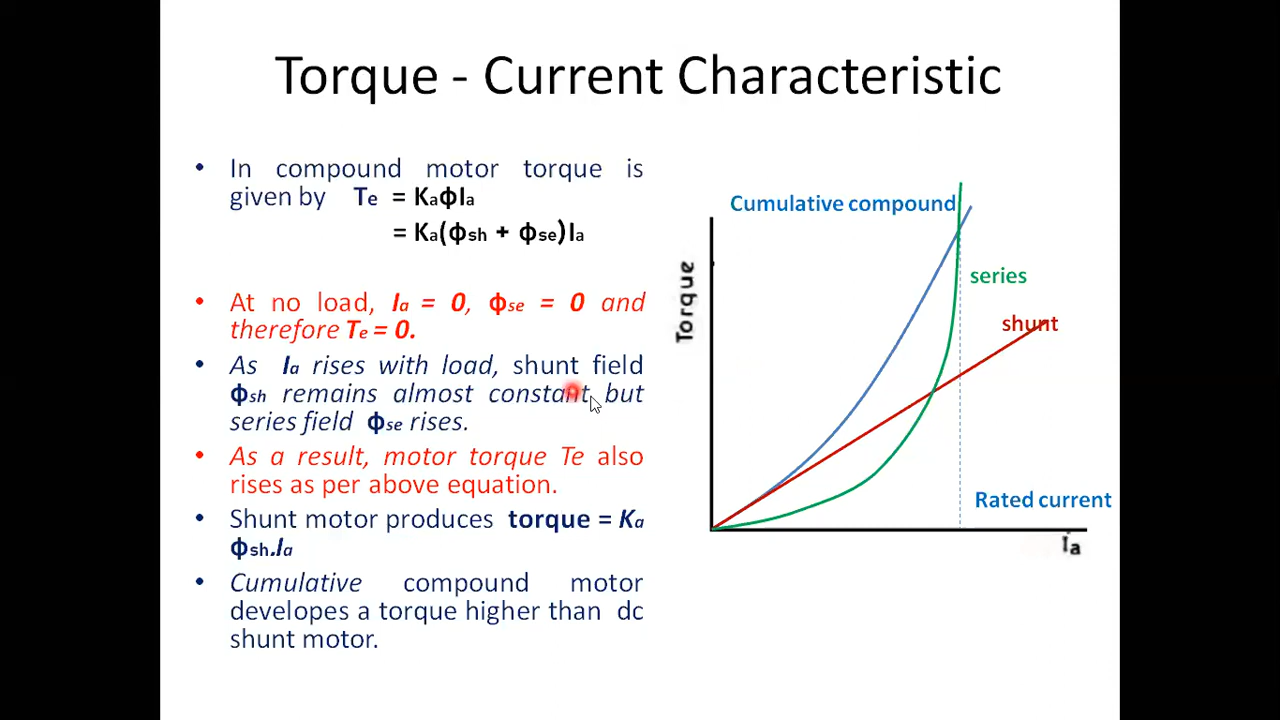 Torque - Current Characteristic
• In compound motor torque is
given by Te = KaϕIa
= Ka(ϕsh + ϕse)Ia
• At no load, Ia = 0, ϕse = 0 and
therefore Te = 0.
• As Ia rises with load, shunt field
ϕsh remains almost constant but
series field ϕse rises.
• As a result, motor torque Te also
rises as per above equation.
• Shunt motor produces torque = Ka
ϕsh.Ia
• Cumulative compound motor
developes a torque higher than dc
shunt motor.
Cumulative compound
series
shunt
Torque
Rated current
Ia